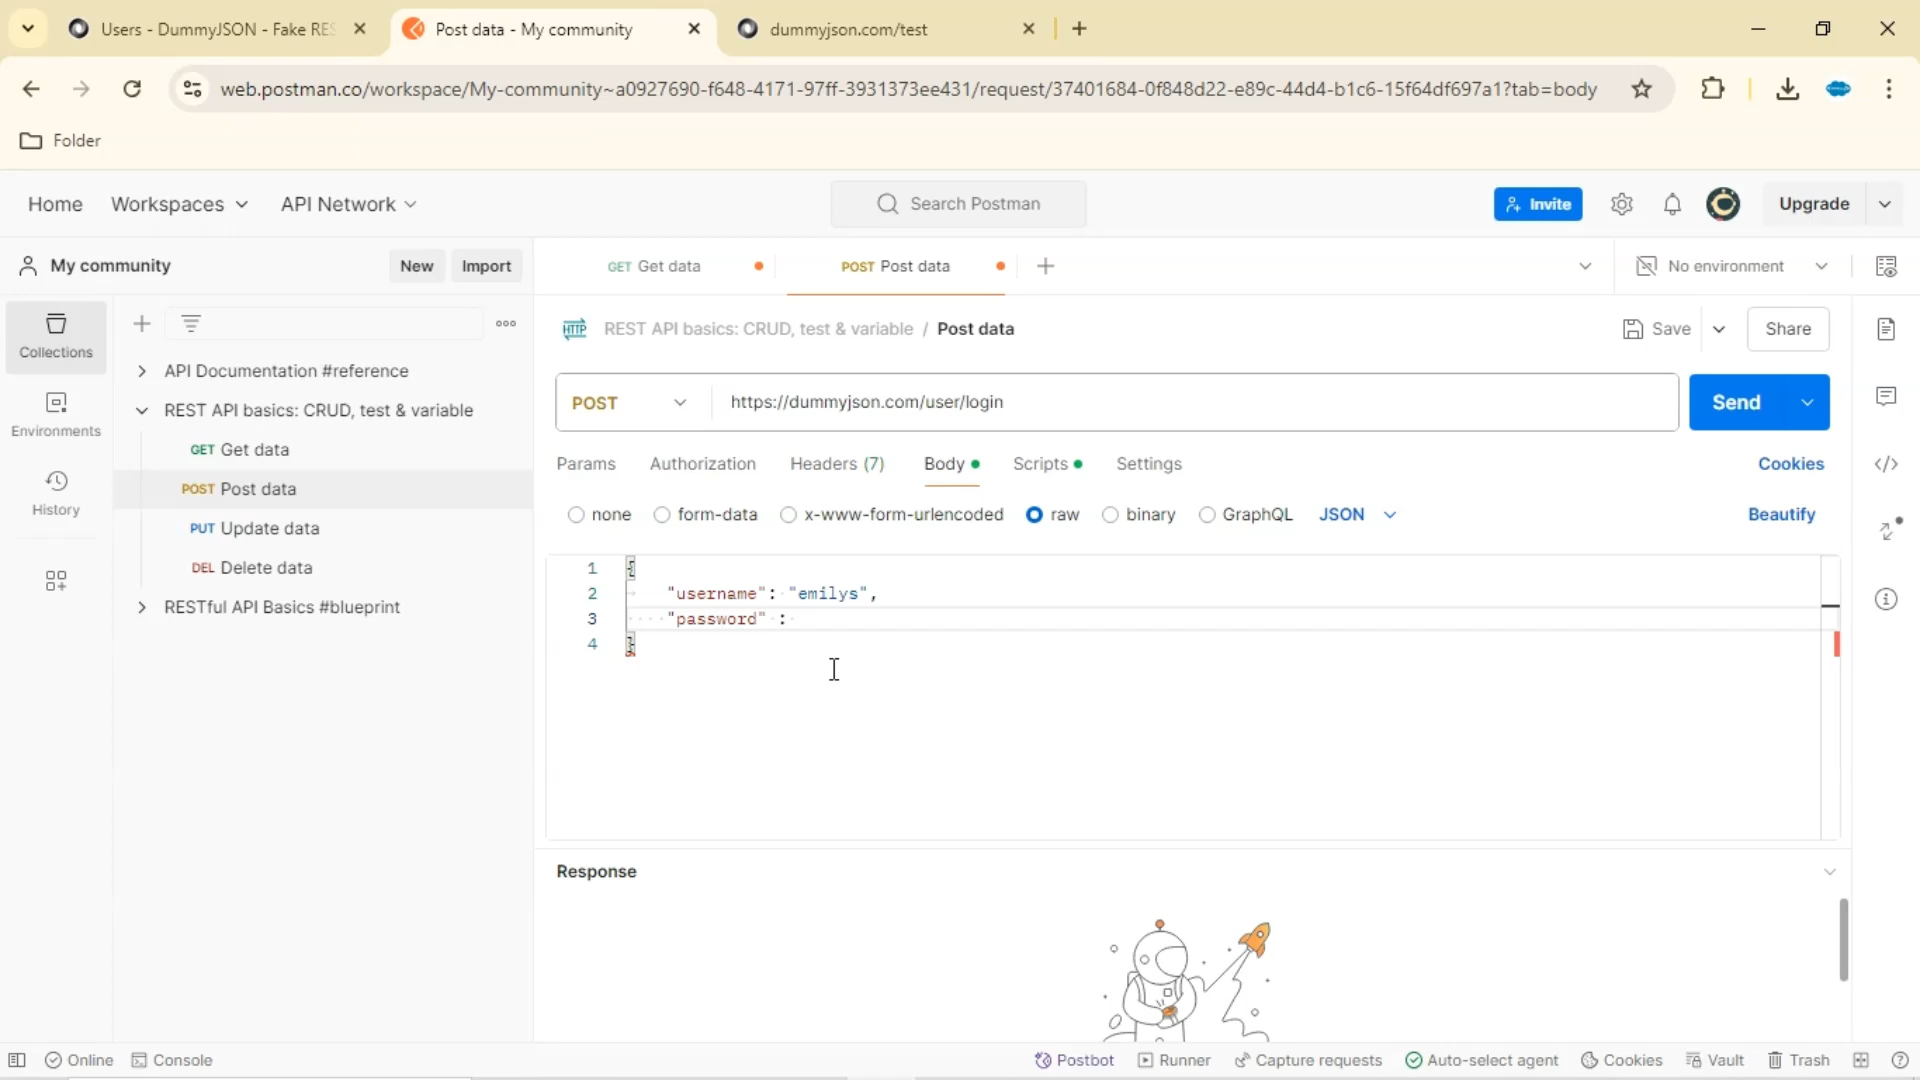 Users - DummyJSON - Fake RES
Post data - My community
dummyjson.com/test
web.postman.co/workspace/My-community~a0927690-f648-4171-97ff-3931373ee431/request/37401684-0f848d22-e89c-44d4-b1c6-15f64df697a1?tab=body
Folder
Home
Workspaces
API Network
Search Postman
Invite
Upgrade
My community
New
Import
GET Get data
POST Post data
No environment
Collections
Environments
History
API Documentation #reference
REST API basics: CRUD, test & variable
GET Get data
POST Post data
PUT Update data
DEL Delete data
RESTful API Basics #blueprint
HTTP REST API basics: CRUD, test & variable / Post data
Save
Share
POST
https://dummyjson.com/user/login
Send
Params
Authorization
Headers (7)
Body
Scripts
Settings
Cookies
none
form-data
x-www-form-urlencoded
raw
binary
GraphQL
JSON
Beautify
1 {
2 "username": "emilys",
3 "password" :
4 }
Response
Online
Console
Postbot
Runner
Capture requests
Auto-select agent
Cookies
Vault
Trash